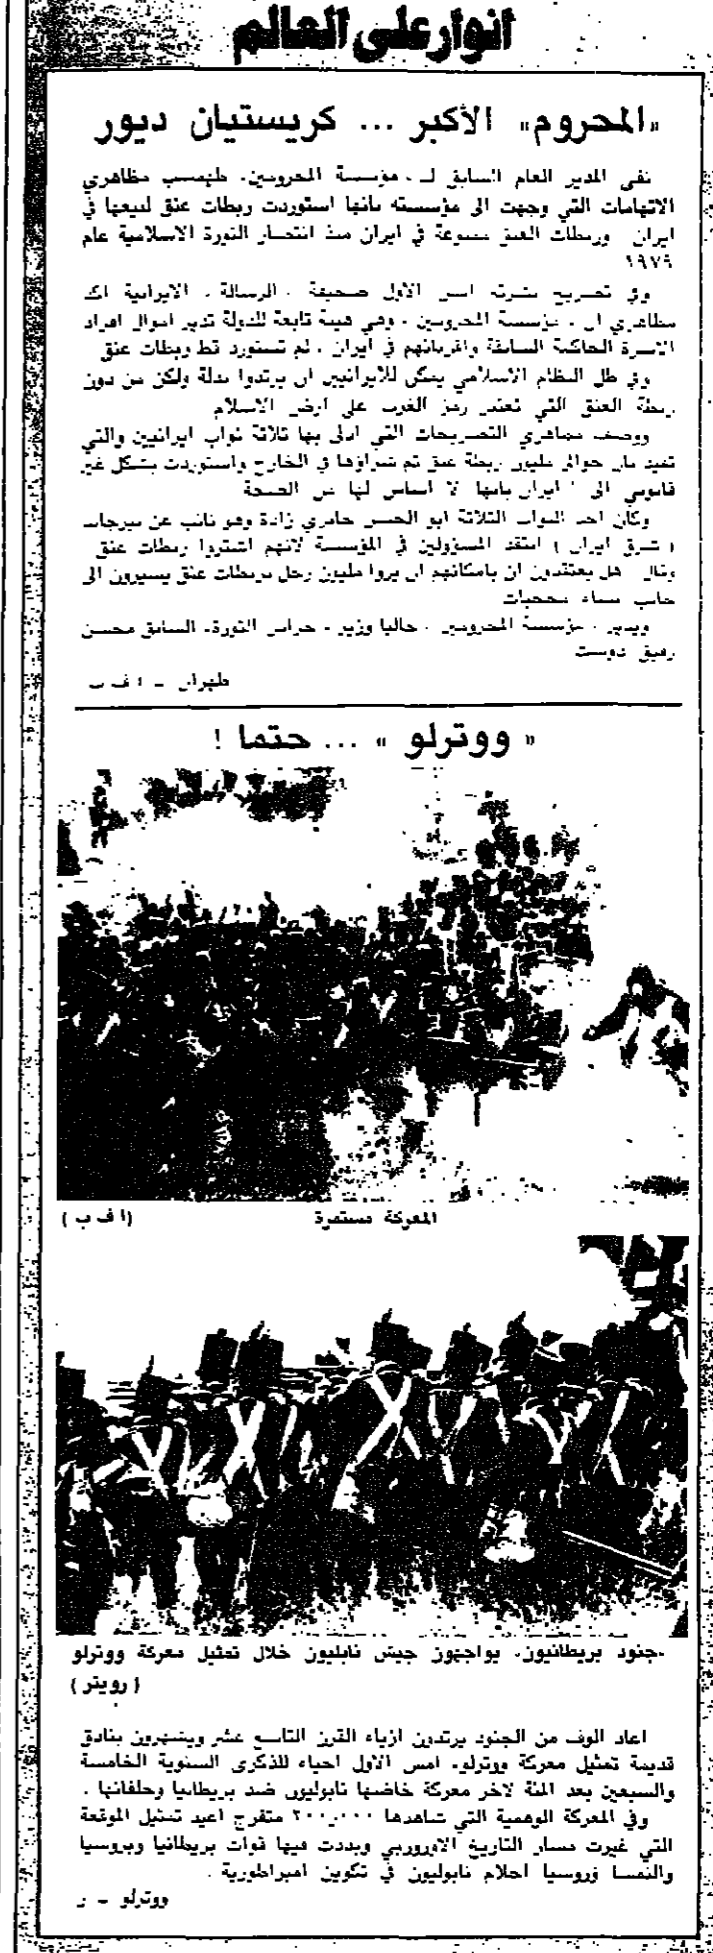 انوار على العالم
«المحروم» الأكبر ... كريستيان ديور
نفى المدير العام السابق لـ «مؤسسة المحرومين» طهمسب مظاهري
الاتهامات التي وجهت الى مؤسسته بانها استوردت ربطات عنق لبيعها في
ايران وربطات العنق ممنوعة في ايران منذ انتصار الثورة الاسلامية عام
١٩٧٩
وفي تصريح نشرته امس الاول صحيفة «الرسالة» الايرانية اكد
مظاهري ان «مؤسسة المحرومين» وهي هيئة تابعة للدولة تدير اموال افراد
الاسرة الحاكمة السابقة واقربائهم في ايران، لم تستورد قط ربطات عنق
وفي ظل النظام الاسلامي يمكن للايرانيين ان يرتدوا بدلة ولكن من دون
ربطة العنق التي تعتبر رمز الغرب على ارض الاسلام
ووصف مظاهري التصريحات التي ادلى بها ثلاثة نواب ايرانيين والتي
تفيد بان حوالى مليون ربطة عنق تم شراؤها في الخارج واستوردت بشكل غير
قانوني الى ايران بانها لا اساس لها من الصحة
وكان احد النواب الثلاثة ابو الحسن حائري زادة وهو نائب عن بيرجاند
( شرق ايران ) انتقد المسؤولين في المؤسسة لانهم اشتروا ربطات عنق
وقال هل يعتقدون ان بامكانهم ان يروا مليون رجل بربطات عنق يسيرون الى
جانب نساء محجبات
ويدير «مؤسسة المحرومين» حاليا وزير «حراس الثورة» السابق محسن
رفيق دوست
طهران ـ ا ف ب
« ووترلو » ... حتما !
المعركة مستمرة
(ا ف ب)
«جنود بريطانيون» يواجهون جيش نابليون خلال تمثيل معركة ووترلو
(رويتر)
اعاد الوف من الجنود يرتدون ازياء القرن التاسع عشر ويشهرون بنادق
قديمة تمثيل معركة ووترلو، امس الاول احياء للذكرى السنوية الخامسة
والسبعين بعد المئة لاخر معركة خاضها نابوليون ضد بريطانيا وحلفائها .
وفي المعركة الوهمية التي شاهدها ٢٠٠,٠٠٠ متفرج اعيد تمثيل الموقعة
التي غيرت مسار التاريخ الاوروبي وبددت فيها قوات بريطانيا وبروسيا
والنمسا وروسيا احلام نابوليون في تكوين امبراطورية .
ووترلو ـ ر